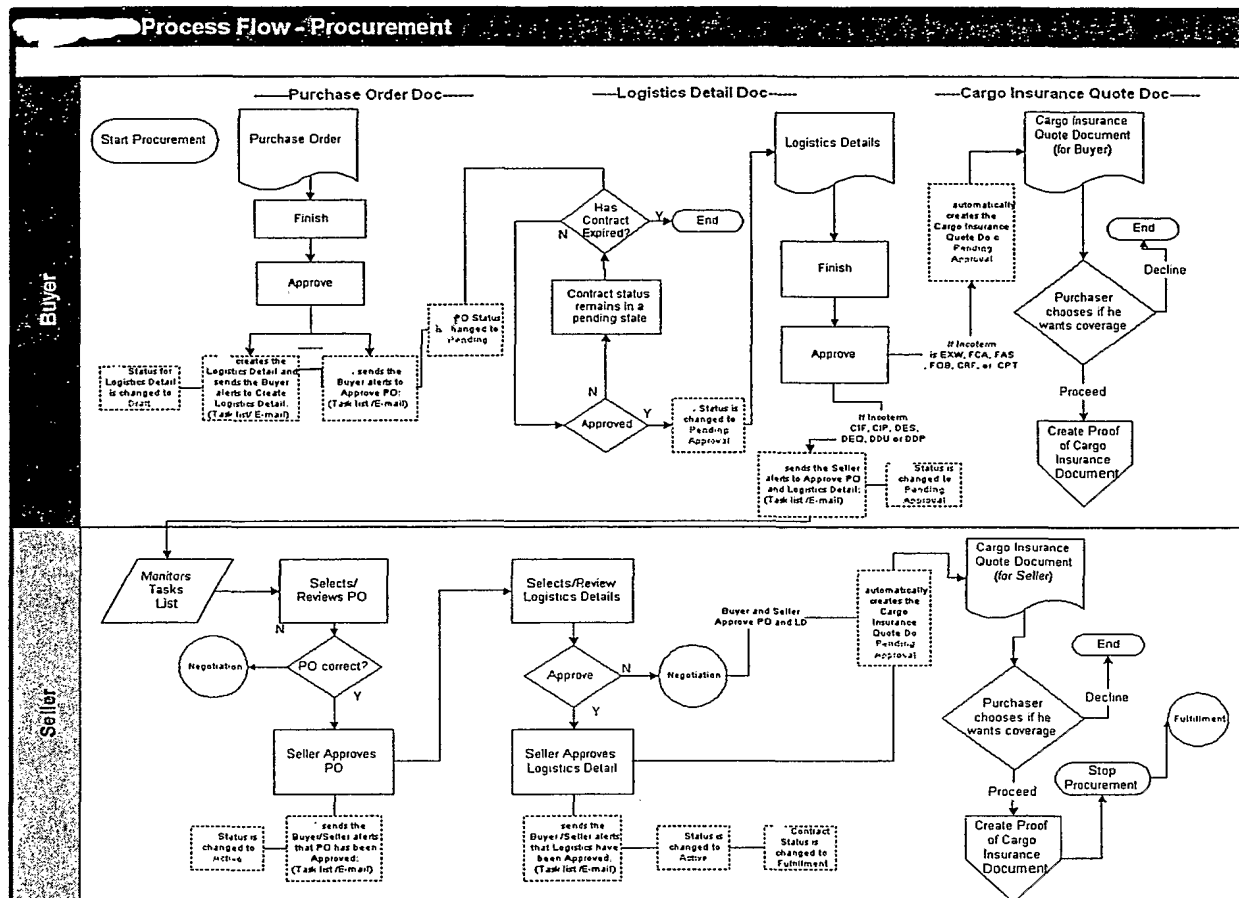 Process Flow - Procurement
Buyer
Purchase Order Doc
Logistics Detail Doc
Cargo Insurance Quote Doc
Start Procurement
Purchase Order
Finish
Approve
Status for
Logistics Detail
is changed to
Draft
creates the
Logistics Detail and
sends the Buyer
alerts to Create
Logistics Detail.
(Task list/ E-mail)
, sends the
Buyer alerts to
Approve PO:
(Task list /E-mail)
PO Status
is changed to
Pending
Has
Contract
Expired?
N
Y
End
Contract status
remains in a
pending state
N
Approved
Y
. Status is
changed to
Pending
Approval
Logistics Details
Finish
Approve
If Incoterm
is EXW, FCA, FAS
, FOB, CRF, or CPT
If Incoterm
CIF, CIP, DES,
DEQ, DDU or DDP
sends the Seller
alerts to Approve PO
and Logistics Detail:
(Task list /E-mail)
Status is
changed to
Pending
Approval
automatically
creates the
Cargo Insurance
Quote Do c
Pending
Approval
Cargo Insurance
Quote Document
(for Buyer)
End
Decline
Purchaser
chooses if he
wants coverage
Proceed
Create Proof
of Cargo
Insurance
Document
Seller
Monitors
Tasks
List
Selects/
Reviews PO
N
Negotiation
PO correct?
Y
Seller Approves
PO
Status is
changed to
Active
sends the
Buyer/Seller alerts
that PO has been
Approved:
(Task list /E-mail)
Selects/Review
Logistics Details
Approve
N
Negotiation
Y
Seller Approves
Logistics Detail
sends the
Buyer/Seller alerts
that Logistics have
been Approved.
(Task list /E-mail)
Status is
changed to
Active
Contract
Status is
changed to
Fulfillment
Buyer and Seller
Approve PO and LD
automatically
creates the
Cargo
Insurance
Quote Do
Pending
Approval
Cargo Insurance
Quote Document
(for Seller)
End
Decline
Purchaser
chooses if he
wants coverage
Fulfillment
Stop
Procurement
Proceed
Create Proof
of Cargo
Insurance
Document